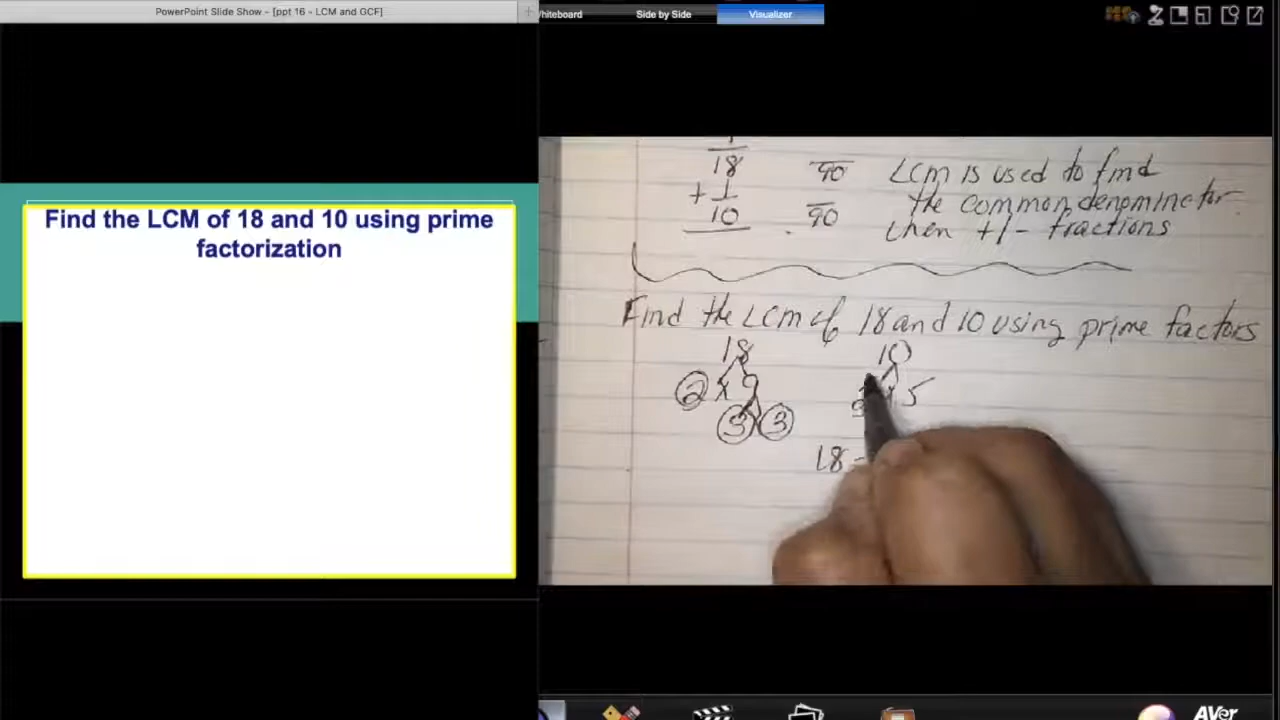 PowerPoint Slide Show - [ppt 16 - LCM and GCF]
Whiteboard
Side by Side
Visualizer
Find the LCM of 18 and 10 using prime
factorization
18 90 LCM is used to find
+ 1 the common denominator
10 90 when +/- fractions
Find the LCM of 18 and 10 using prime factors
18 10
2 x 9 x 5
3 3
18 =
AVer